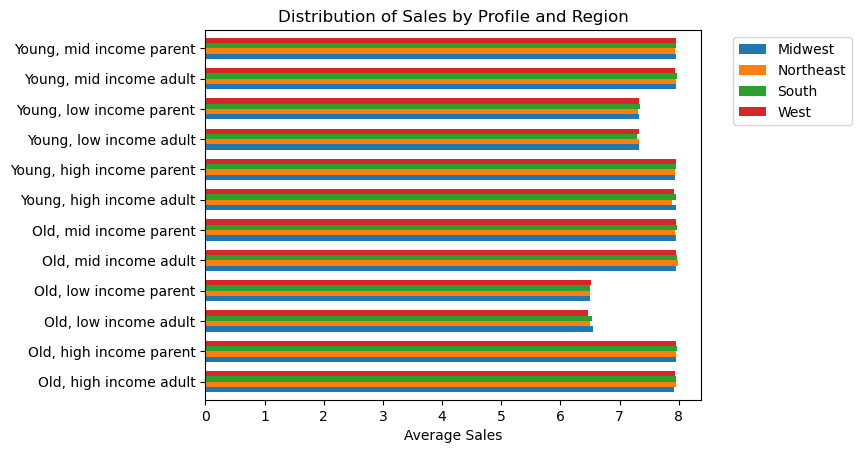 Distribution of Sales by Profile and Region
Young, mid income parent
Young, mid income adult
Young, low income parent
Young, low income adult
Young, high income parent
Young, high income adult
Old, mid income parent
Old, mid income adult
Old, low income parent
Old, low income adult
Old, high income parent
Old, high income adult
0 1 2 3 4 5 6 7 8
Average Sales
Midwest
Northeast
South
West